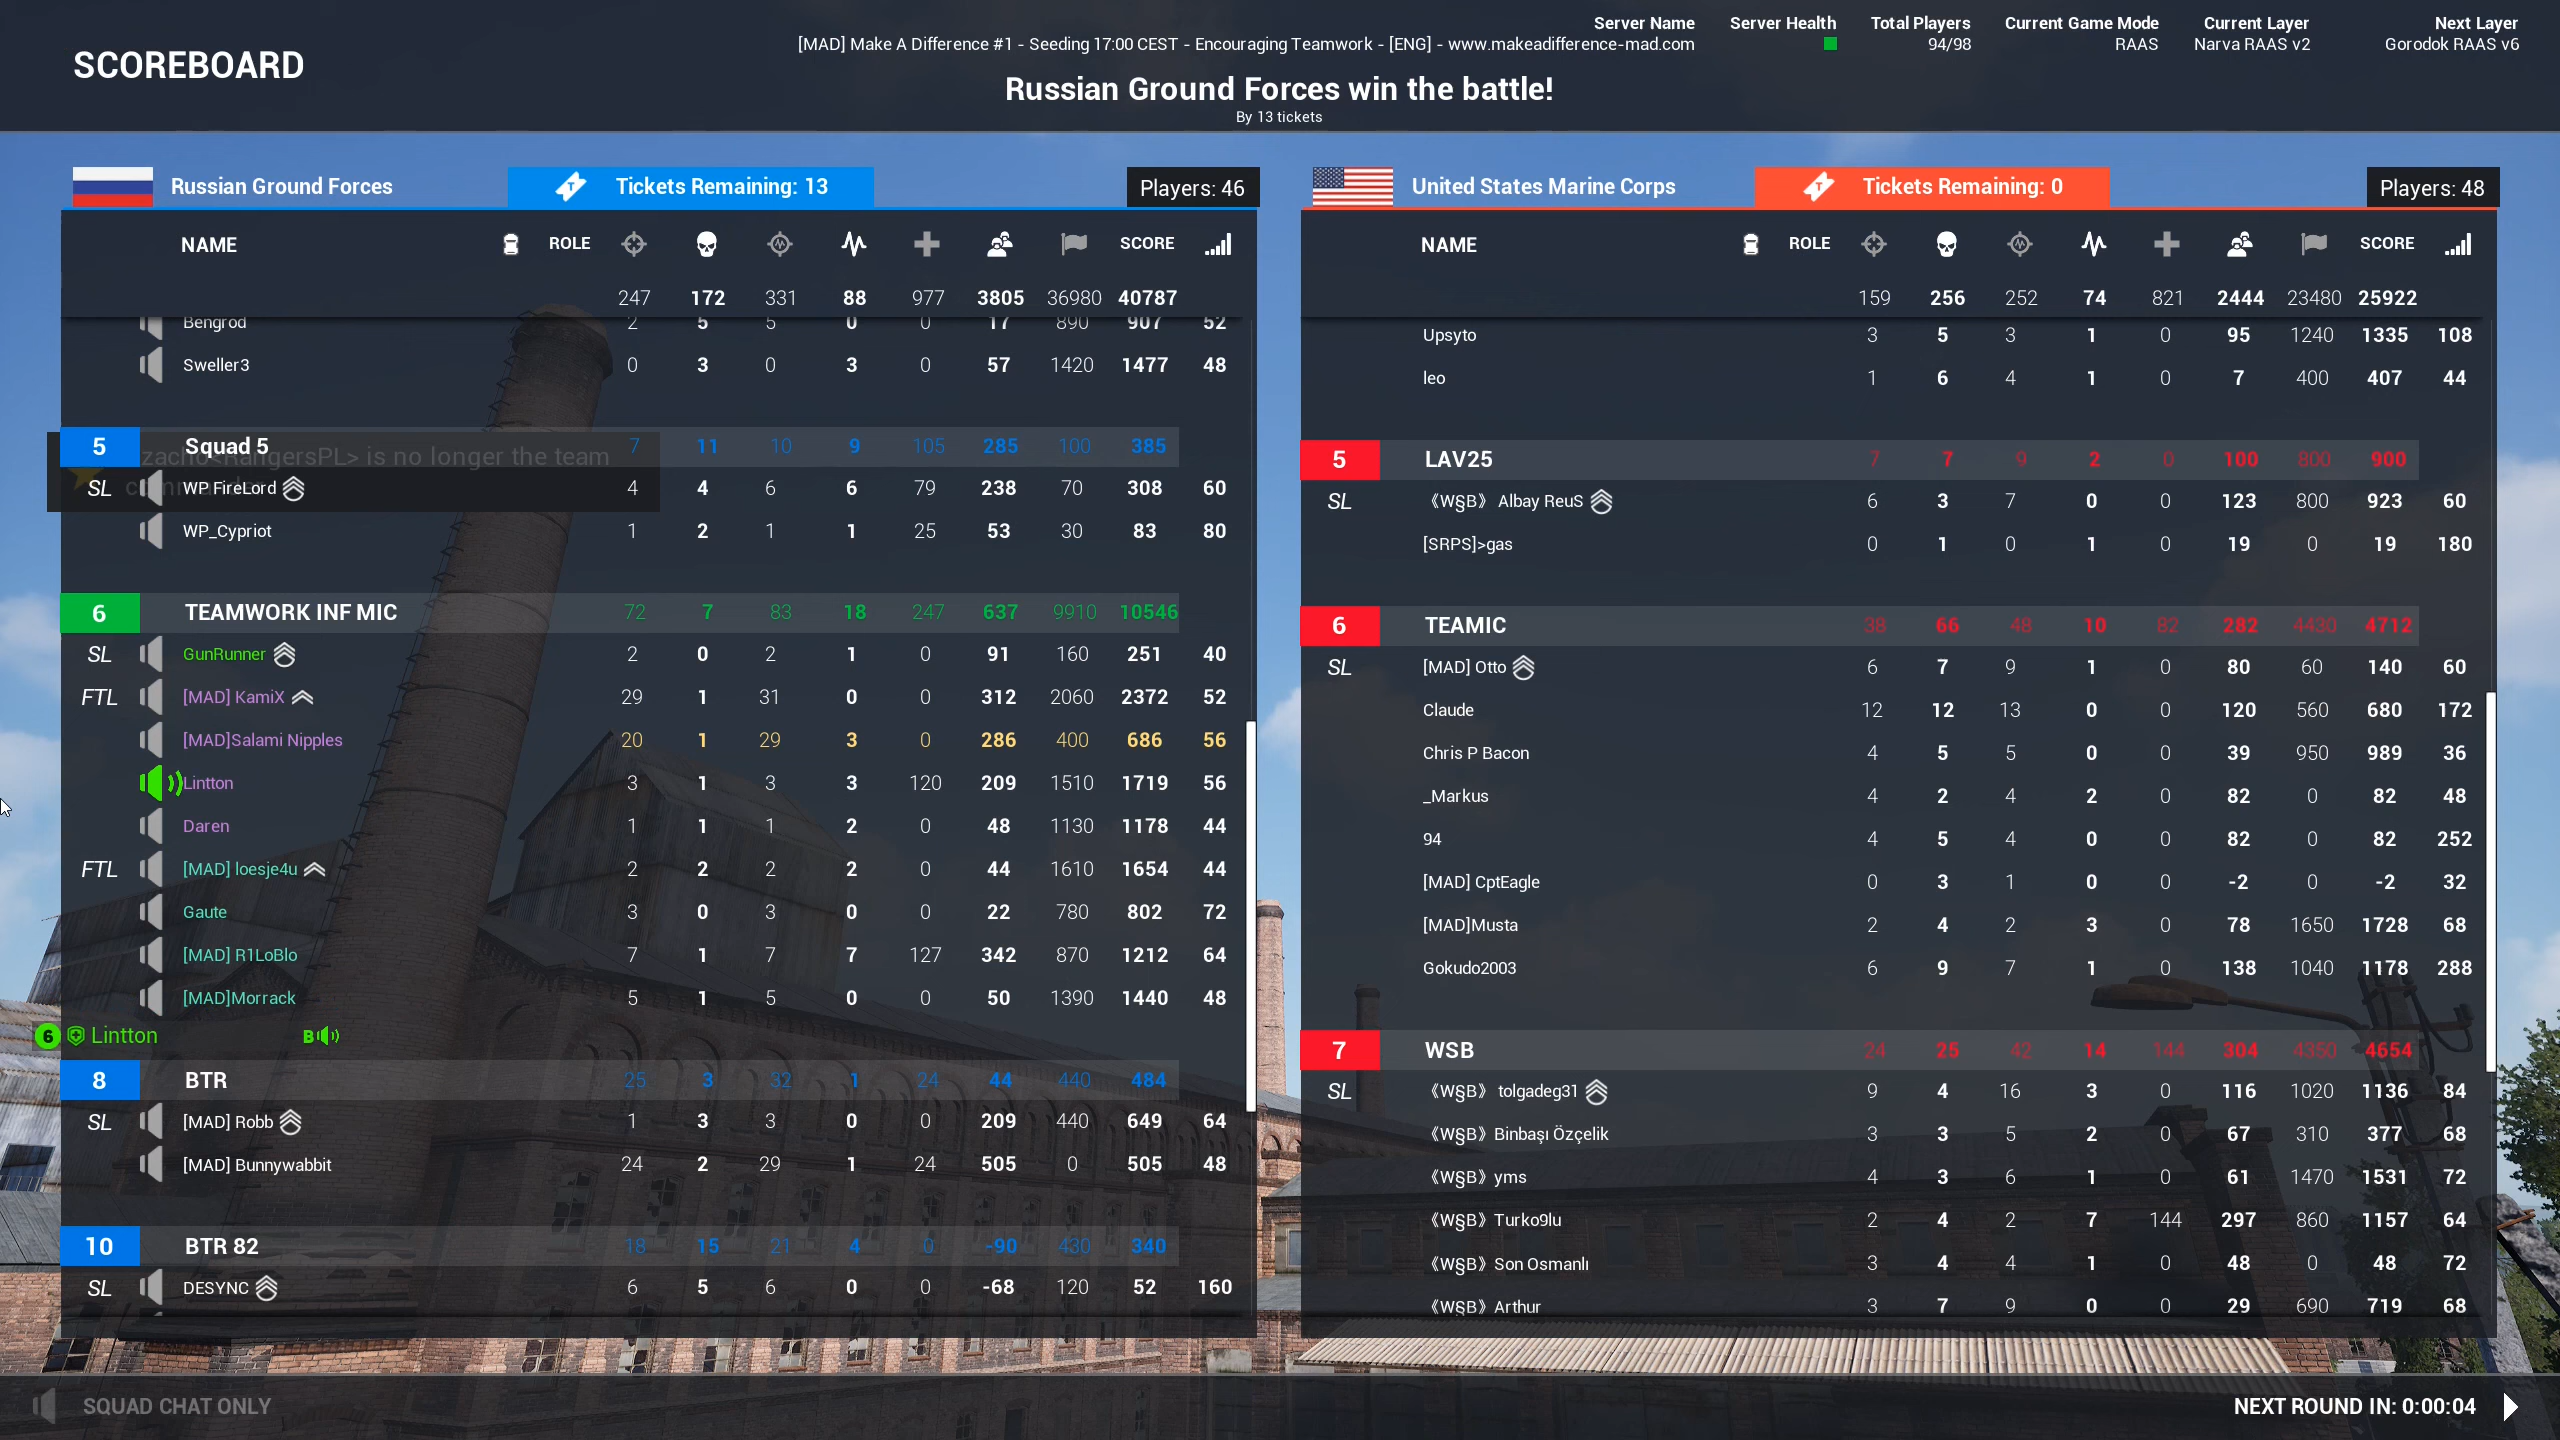 SCOREBOARD
Server Name Server Health Total Players Current Game Mode Current Layer Next Layer
[MAD] Make A Difference #1 - Seeding 17:00 CEST - Encouraging Teamwork - [ENG] - www.makeadifference-mad.com 94/98 RAAS Narva RAAS v2 Gorodok RAAS v6
Russian Ground Forces win the battle!
By 13 tickets
Russian Ground Forces Tickets Remaining: 13 Players: 46
NAME ROLE SCORE
247 172 331 88 977 3805 36980 40787
Bengrod 2 5 5 0 0 17 890 907 52
Sweller3 0 3 0 3 0 57 1420 1477 48
5 Squad 5 7 11 10 9 105 285 100 385
<RangersPL> is no longer the team
SL WP FireLord 4 4 6 6 79 238 70 308 60
WP_Cypriot 1 2 1 1 25 53 30 83 80
6 TEAMWORK INF MIC 72 7 83 18 247 637 9910 10546
SL GunRunner 2 0 2 1 0 91 160 251 40
FTL [MAD] KamiX 29 1 31 0 0 312 2060 2372 52
[MAD]Salami Nipples 20 1 29 3 0 286 400 686 56
Lintton 3 1 3 3 120 209 1510 1719 56
Daren 1 1 1 2 0 48 1130 1178 44
FTL [MAD] loesje4u 2 2 2 2 0 44 1610 1654 44
Gaute 3 0 3 0 0 22 780 802 72
[MAD] R1LoBlo 7 1 7 7 127 342 870 1212 64
[MAD]Morrack 5 1 5 0 0 50 1390 1440 48
6 Lintton B
8 BTR 25 3 32 1 24 44 440 484
SL [MAD] Robb 1 3 3 0 0 209 440 649 64
[MAD] Bunnywabbit 24 2 29 1 24 505 0 505 48
10 BTR 82 18 15 21 4 0 -90 430 340
SL DESYNC 6 5 6 0 0 -68 120 52 160
United States Marine Corps Tickets Remaining: 0 Players: 48
NAME ROLE SCORE
159 256 252 74 821 2444 23480 25922
Upsyto 3 5 3 1 0 95 1240 1335 108
leo 1 6 4 1 0 7 400 407 44
5 LAV25 7 7 9 2 0 100 800 900
SL 《W§B》 Albay ReuS 6 3 7 0 0 123 800 923 60
[SRPS]>gas 0 1 0 1 0 19 0 19 180
6 TEAMIC 38 66 48 10 82 282 4430 4712
SL [MAD] Otto 6 7 9 1 0 80 60 140 60
Claude 12 12 13 0 0 120 560 680 172
Chris P Bacon 4 5 5 0 0 39 950 989 36
_Markus 4 2 4 2 0 82 0 82 48
94 4 5 4 0 0 82 0 82 252
[MAD] CptEagle 0 3 1 0 0 -2 0 -2 32
[MAD]Musta 2 4 2 3 0 78 1650 1728 68
Gokudo2003 6 9 7 1 0 138 1040 1178 288
7 WSB 24 25 42 14 144 304 4350 4654
SL 《W§B》 tolgadeg31 9 4 16 3 0 116 1020 1136 84
《W§B》 Binbaşı Özçelik 3 3 5 2 0 67 310 377 68
《W§B》 yms 4 3 6 1 0 61 1470 1531 72
《W§B》 Turko9lu 2 4 2 7 144 297 860 1157 64
《W§B》 Son Osmanlı 3 4 4 1 0 48 0 48 72
《W§B》 Arthur 3 7 9 0 0 29 690 719 68
SQUAD CHAT ONLY
NEXT ROUND IN: 0:00:04